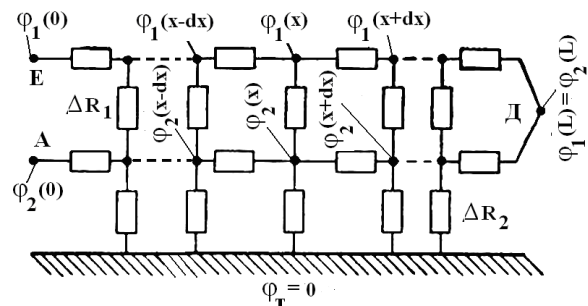 φ₁(0)
φ₁(x-dx)
φ₁(x)
φ₁(x+dx)
E
ΔR₁
φ₂(x-dx)
φ₂(x)
φ₂(x+dx)
Д
φ₁(L)=φ₂(L)
A
φ₂(0)
ΔR₂
φ_T = 0